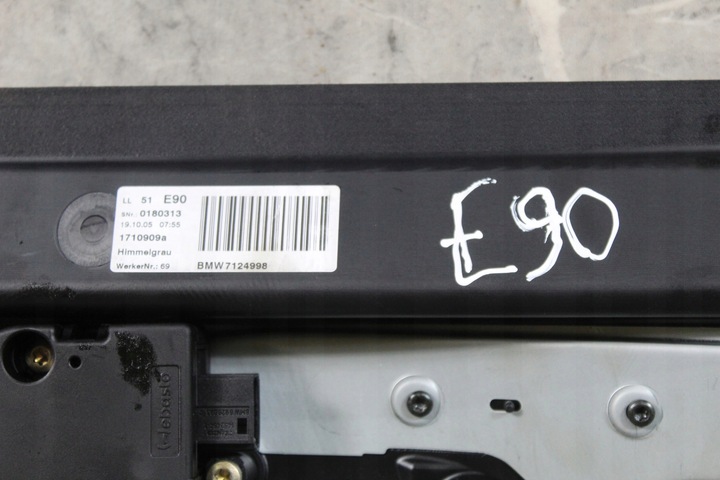 LL 51 E90
SNr.: 0180313
19.10.05 07:55
1710909a
Himmelgrau
WerkerNr.: 69 BMW7124998
E90
Webasto